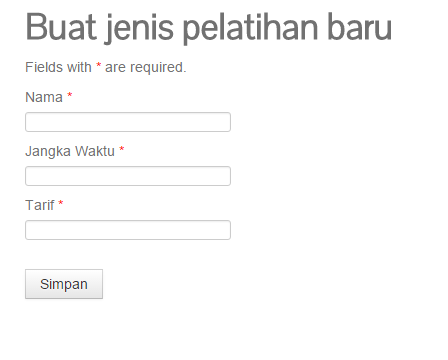 Buat jenis pelatihan baru
Fields with * are required.
Nama *
Jangka Waktu *
Tarif *
Simpan